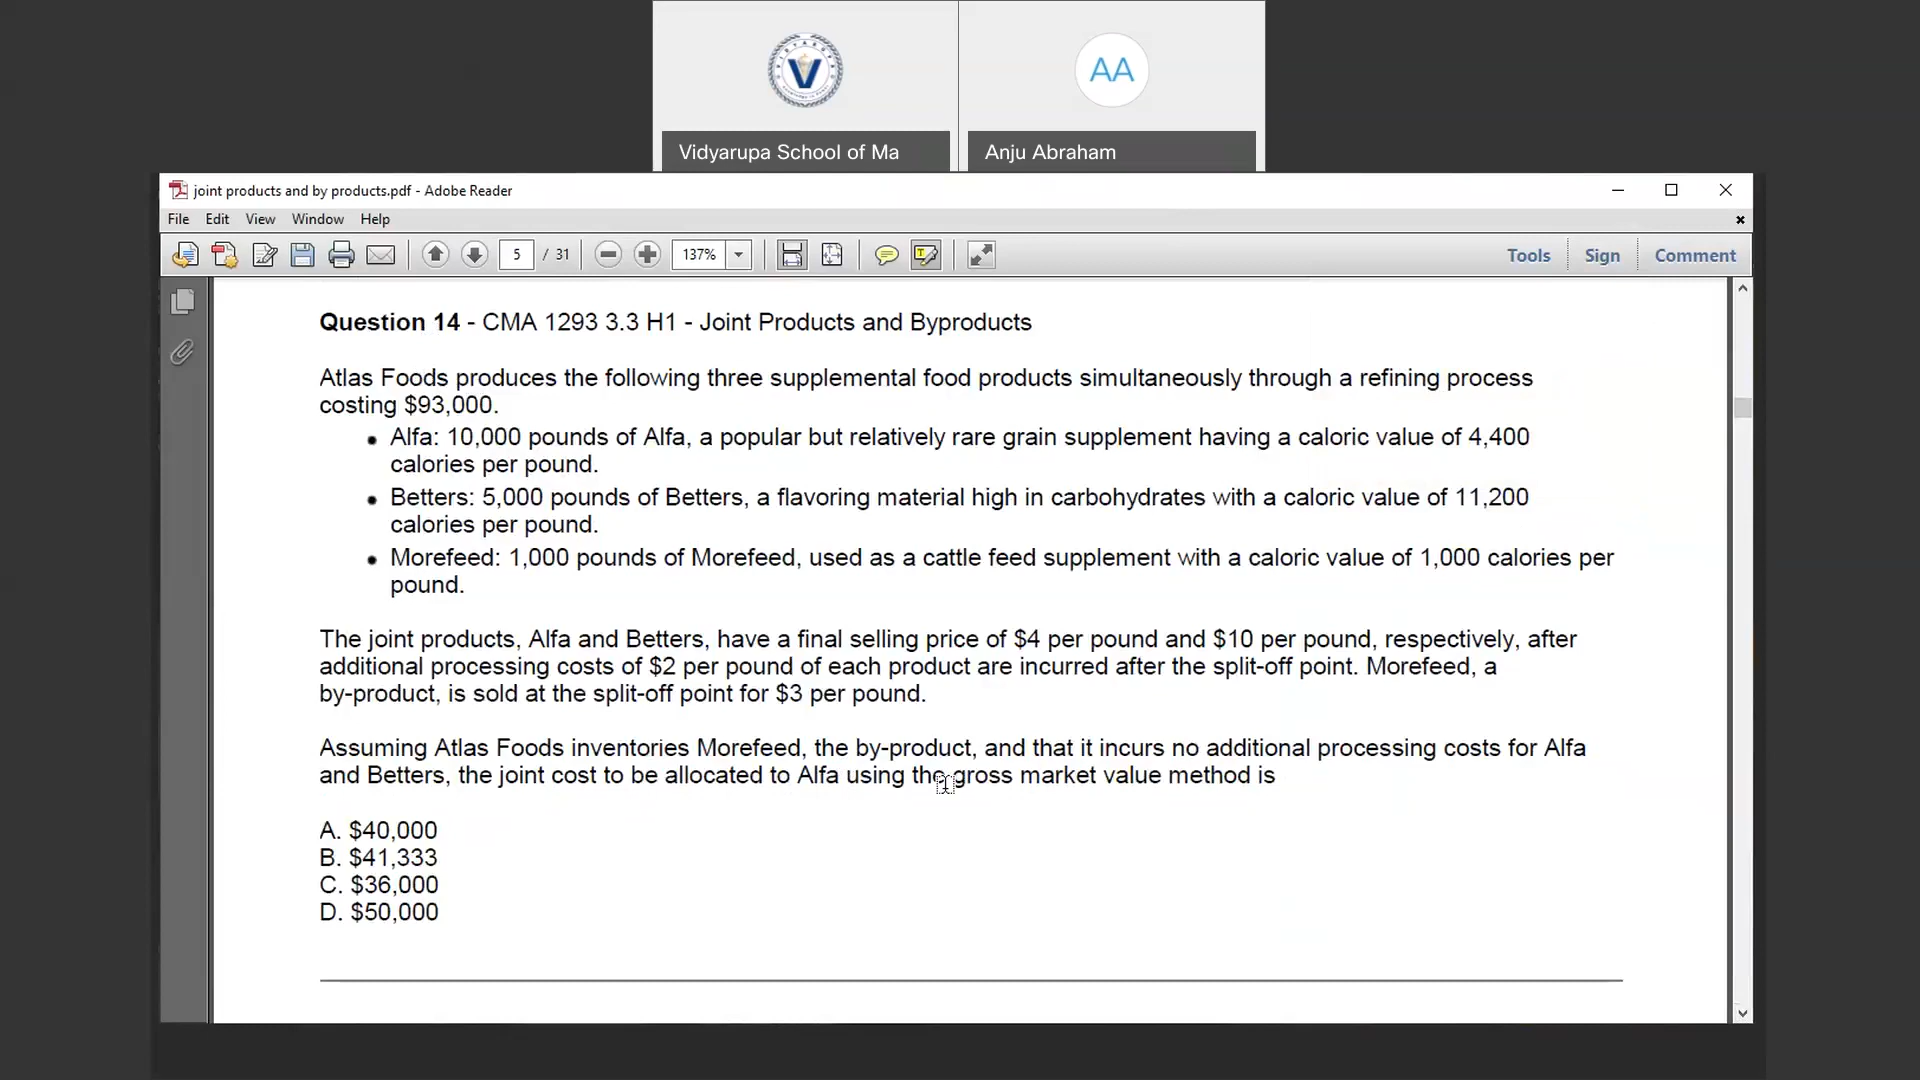 AA
Vidyarupa School of Ma
Anju Abraham
joint products and by products.pdf - Adobe Reader
File Edit View Window Help
5 / 31 137% Tools Sign Comment
Question 14 - CMA 1293 3.3 H1 - Joint Products and Byproducts
Atlas Foods produces the following three supplemental food products simultaneously through a refining process
costing $93,000.
• Alfa: 10,000 pounds of Alfa, a popular but relatively rare grain supplement having a caloric value of 4,400
calories per pound.
• Betters: 5,000 pounds of Betters, a flavoring material high in carbohydrates with a caloric value of 11,200
calories per pound.
• Morefeed: 1,000 pounds of Morefeed, used as a cattle feed supplement with a caloric value of 1,000 calories per
pound.
The joint products, Alfa and Betters, have a final selling price of $4 per pound and $10 per pound, respectively, after
additional processing costs of $2 per pound of each product are incurred after the split-off point. Morefeed, a
by-product, is sold at the split-off point for $3 per pound.
Assuming Atlas Foods inventories Morefeed, the by-product, and that it incurs no additional processing costs for Alfa
and Betters, the joint cost to be allocated to Alfa using the gross market value method is
A. $40,000
B. $41,333
C. $36,000
D. $50,000